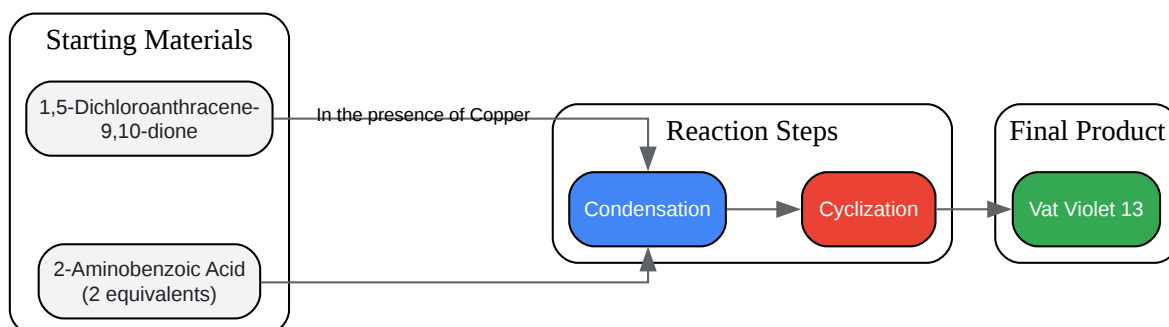 Starting Materials
1,5-Dichloroanthracene-
9,10-dione
In the presence of Copper
2-Aminobenzoic Acid
(2 equivalents)
Reaction Steps
Condensation
Cyclization
Final Product
Vat Violet 13